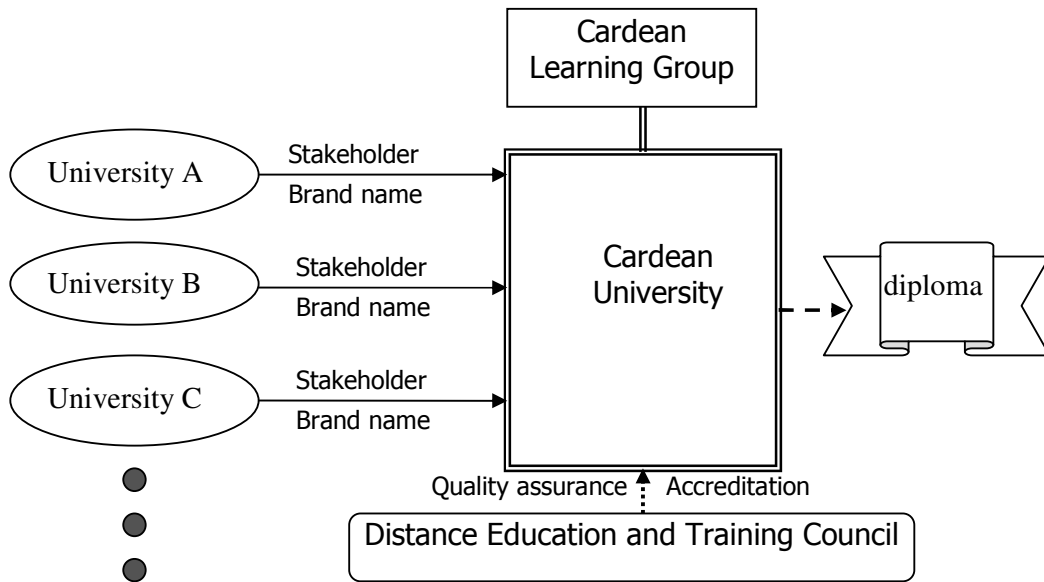 Cardean
Learning Group
University A
Stakeholder
Brand name
University B
Stakeholder
Brand name
Cardean
University
diploma
University C
Stakeholder
Brand name
Quality assurance
Accreditation
Distance Education and Training Council